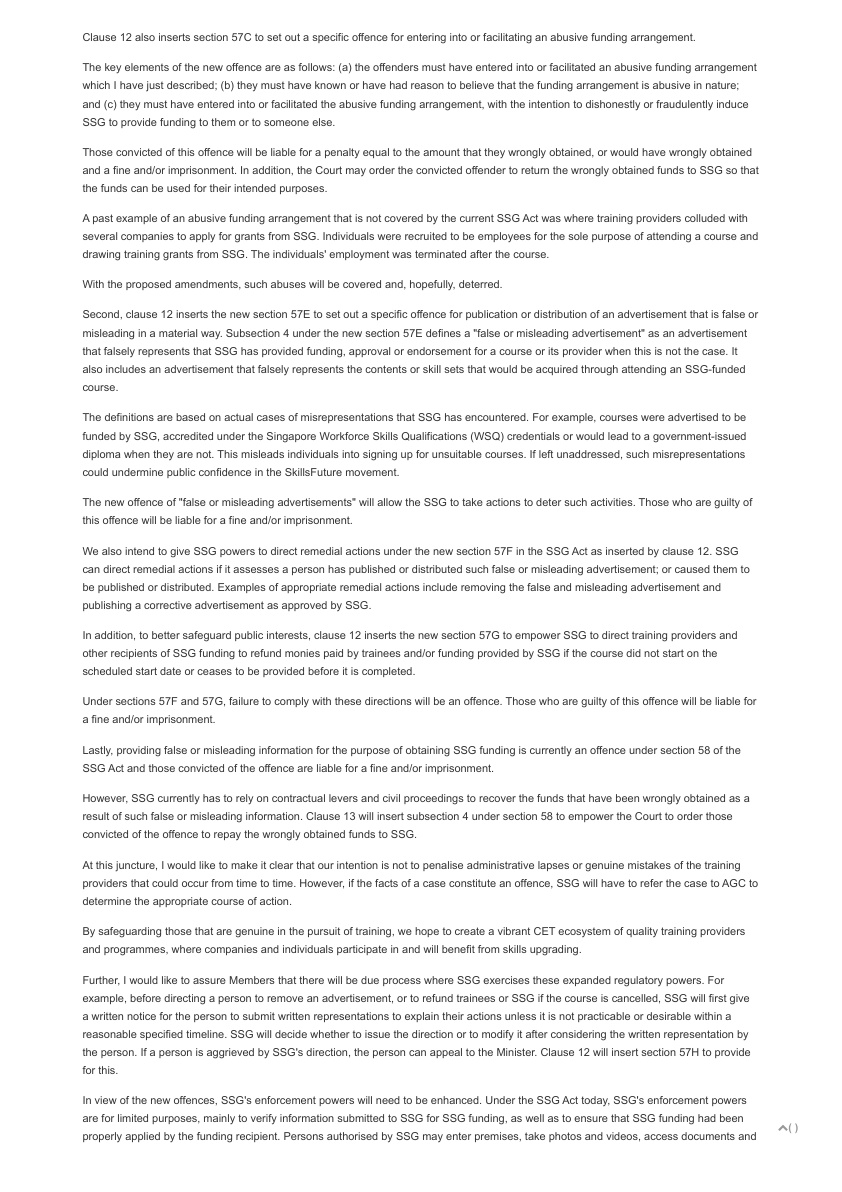 Clause 12 also inserts section 57C to set out a specific offence for entering into or facilitating an abusive funding arrangement.
The key elements of the new offence are as follows: (a) the offenders must have entered into or facilitated an abusive funding arrangement
which I have just described; (b) they must have known or have had reason to believe that the funding arrangement is abusive in nature;
and (c) they must have entered into or facilitated the abusive funding arrangement, with the intention to dishonestly or fraudulently induce
SSG to provide funding to them or to someone else.
Those convicted of this offence will be liable for a penalty equal to the amount that they wrongly obtained, or would have wrongly obtained
and a fine and/or imprisonment. In addition, the Court may order the convicted offender to return the wrongly obtained funds to SSG so that
the funds can be used for their intended purposes.
A past example of an abusive funding arrangement that is not covered by the current SSG Act was where training providers colluded with
several companies to apply for grants from SSG. Individuals were recruited to be employees for the sole purpose of attending a course and
drawing training grants from SSG. The individuals' employment was terminated after the course.
With the proposed amendments, such abuses will be covered and, hopefully, deterred.
Second, clause 12 inserts the new section 57E to set out a specific offence for publication or distribution of an advertisement that is false or
misleading in a material way. Subsection 4 under the new section 57E defines a "false or misleading advertisement" as an advertisement
that falsely represents that SSG has provided funding, approval or endorsement for a course or its provider when this is not the case. It
also includes an advertisement that falsely represents the contents or skill sets that would be acquired through attending an SSG-funded
course.
The definitions are based on actual cases of misrepresentations that SSG has encountered. For example, courses were advertised to be
funded by SSG, accredited under the Singapore Workforce Skills Qualifications (WSQ) credentials or would lead to a government-issued
diploma when they are not. This misleads individuals into signing up for unsuitable courses. If left unaddressed, such misrepresentations
could undermine public confidence in the SkillsFuture movement.
The new offence of "false or misleading advertisements" will allow the SSG to take actions to deter such activities. Those who are guilty of
this offence will be liable for a fine and/or imprisonment.
We also intend to give SSG powers to direct remedial actions under the new section 57F in the SSG Act as inserted by clause 12. SSG
can direct remedial actions if it assesses a person has published or distributed such false or misleading advertisement; or caused them to
be published or distributed. Examples of appropriate remedial actions include removing the false and misleading advertisement and
publishing a corrective advertisement as approved by SSG.
In addition, to better safeguard public interests, clause 12 inserts the new section 57G to empower SSG to direct training providers and
other recipients of SSG funding to refund monies paid by trainees and/or funding provided by SSG if the course did not start on the
scheduled start date or ceases to be provided before it is completed.
Under sections 57F and 57G, failure to comply with these directions will be an offence. Those who are guilty of this offence will be liable for
a fine and/or imprisonment.
Lastly, providing false or misleading information for the purpose of obtaining SSG funding is currently an offence under section 58 of the
SSG Act and those convicted of the offence are liable for a fine and/or imprisonment.
However, SSG currently has to rely on contractual levers and civil proceedings to recover the funds that have been wrongly obtained as a
result of such false or misleading information. Clause 13 will insert subsection 4 under section 58 to empower the Court to order those
convicted of the offence to repay the wrongly obtained funds to SSG.
At this juncture, I would like to make it clear that our intention is not to penalise administrative lapses or genuine mistakes of the training
providers that could occur from time to time. However, if the facts of a case constitute an offence, SSG will have to refer the case to AGC to
determine the appropriate course of action.
By safeguarding those that are genuine in the pursuit of training, we hope to create a vibrant CET ecosystem of quality training providers
and programmes, where companies and individuals participate in and will benefit from skills upgrading.
Further, I would like to assure Members that there will be due process where SSG exercises these expanded regulatory powers. For
example, before directing a person to remove an advertisement, or to refund trainees or SSG if the course is cancelled, SSG will first give
a written notice for the person to submit written representations to explain their actions unless it is not practicable or desirable within a
reasonable specified timeline. SSG will decide whether to issue the direction or to modify it after considering the written representation by
the person. If a person is aggrieved by SSG's direction, the person can appeal to the Minister. Clause 12 will insert section 57H to provide
for this.
In view of the new offences, SSG's enforcement powers will need to be enhanced. Under the SSG Act today, SSG's enforcement powers
are for limited purposes, mainly to verify information submitted to SSG for SSG funding, as well as to ensure that SSG funding had been
properly applied by the funding recipient. Persons authorised by SSG may enter premises, take photos and videos, access documents and
( )